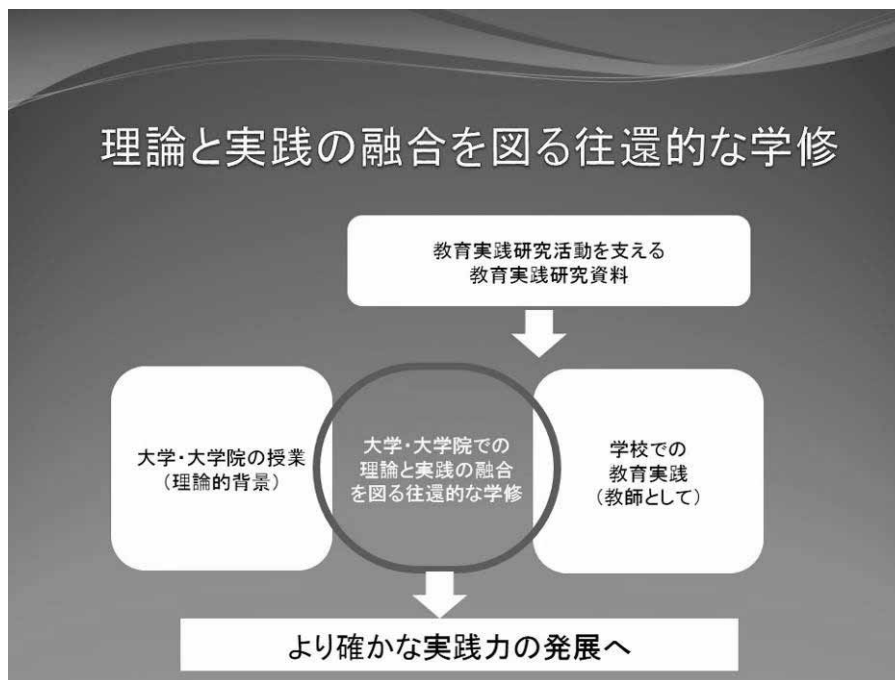 理論と実践の融合を図る往還的な学修
教育実践研究活動を支える
教育実践研究資料
大学・大学院の授業
（理論的背景）
大学・大学院での
理論と実践の融合
を図る往還的な学修
学校での
教育実践
（教師として）
より確かな実践力の発展へ